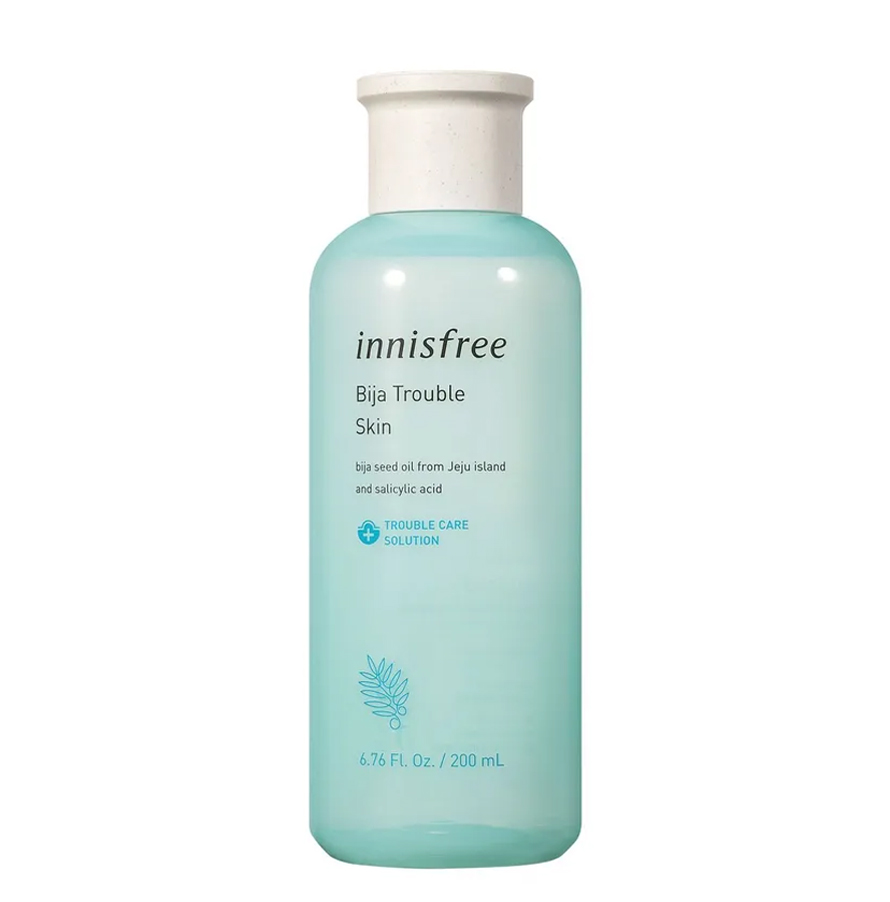 innisfree
Bija Trouble
Skin
bija seed oil from Jeju island
and salicylic acid
TROUBLE CARE
SOLUTION
6.76 Fl. Oz. / 200 mL